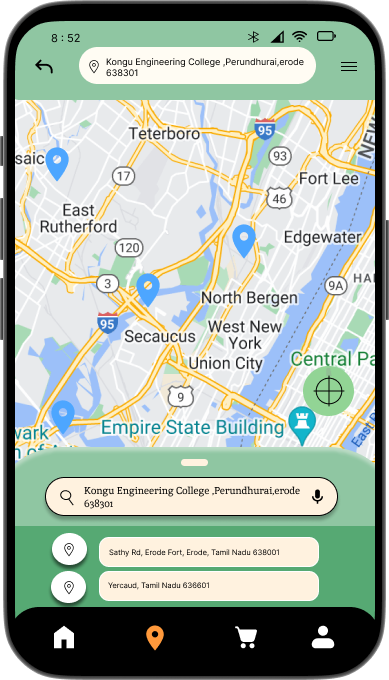 8 : 52
Kongu Engineering College ,Perundhurai,erode
638301
Teterboro
95
NEW
saic
93
17
Fort Lee
46
East
Rutherford
120
Edgewater
3
9A
HA
North Bergen
95
West New
York
Secaucus
Union City
Central Pa
9
Empire State Building
wark
n of A
East
Kongu Engineering College ,Perundhurai,erode
638301
Sathy Rd, Erode Fort, Erode, Tamil Nadu 638001
Yercaud, Tamil Nadu 636601